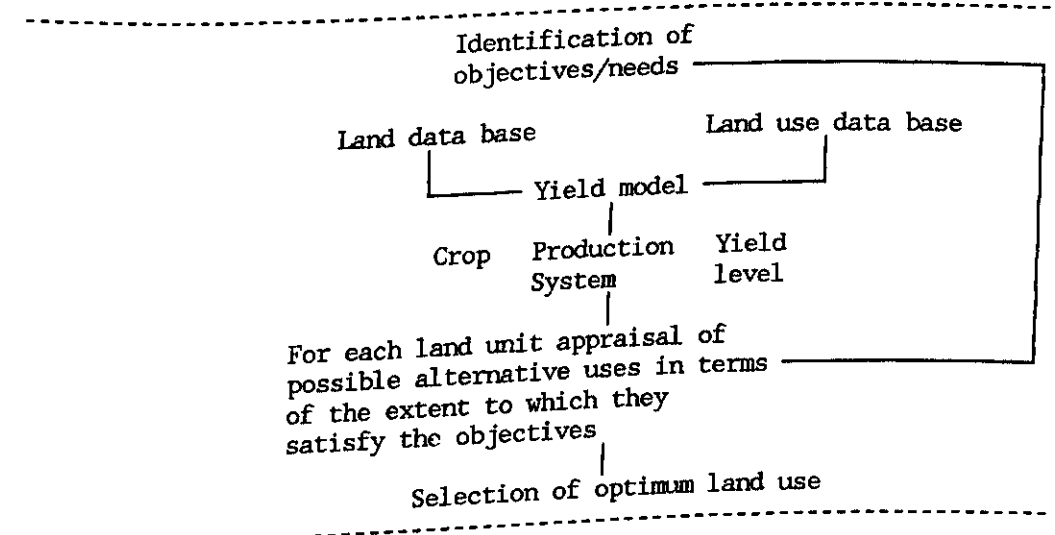 Identification of
objectives/needs
Land data base
Land use data base
Yield model
Crop Production Yield
System level
For each land unit appraisal of
possible alternative uses in terms
of the extent to which they
satisfy the objectives
Selection of optimum land use